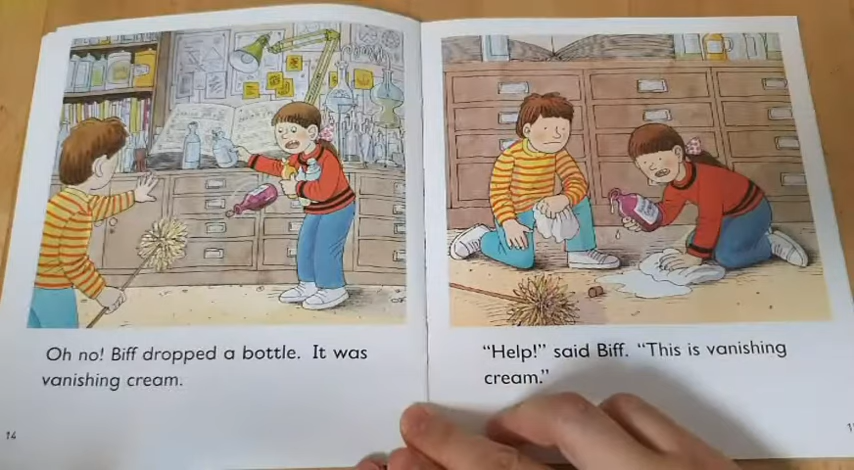 Oh no! Biff dropped a bottle. It was
vanishing cream.
14
"Help!" said Biff. "This is vanishing
cream."